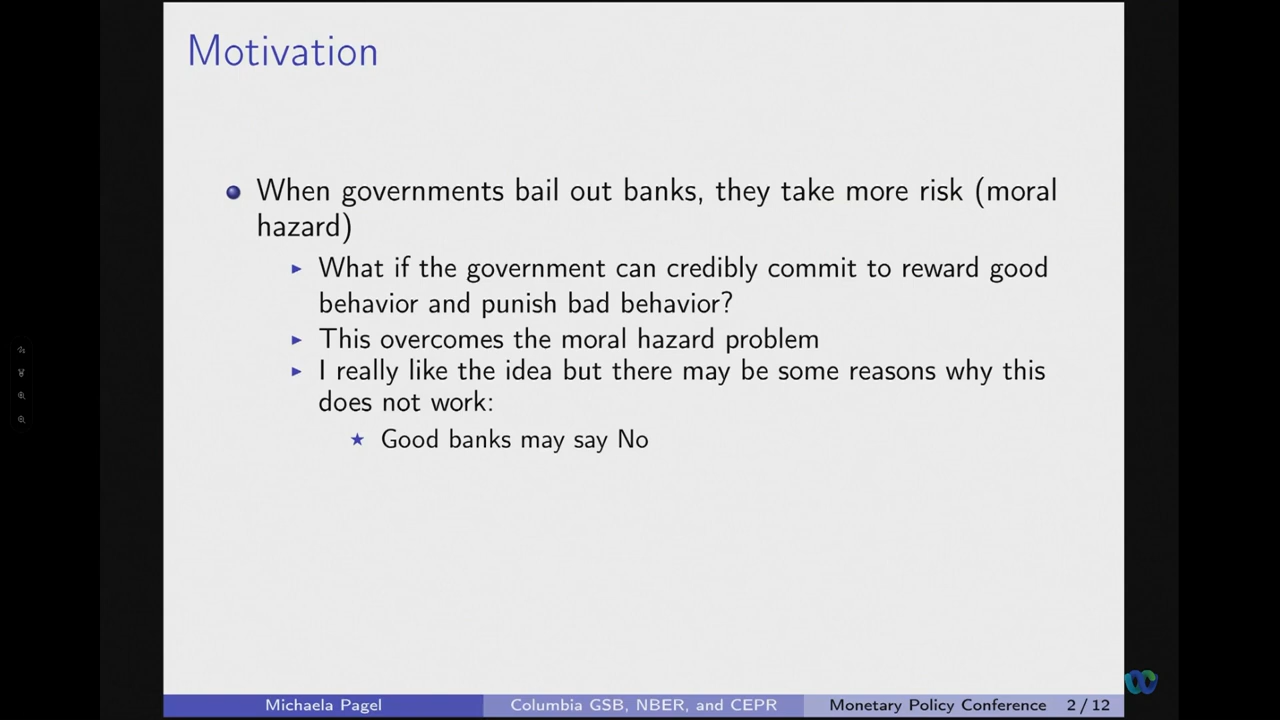 Motivation
When governments bail out banks, they take more risk (moral
hazard)
What if the government can credibly commit to reward good
behavior and punish bad behavior?
This overcomes the moral hazard problem
I really like the idea but there may be some reasons why this
does not work:
Good banks may say No
Michaela Pagel
Columbia GSB, NBER, and CEPR
Monetary Policy Conference 2 / 12